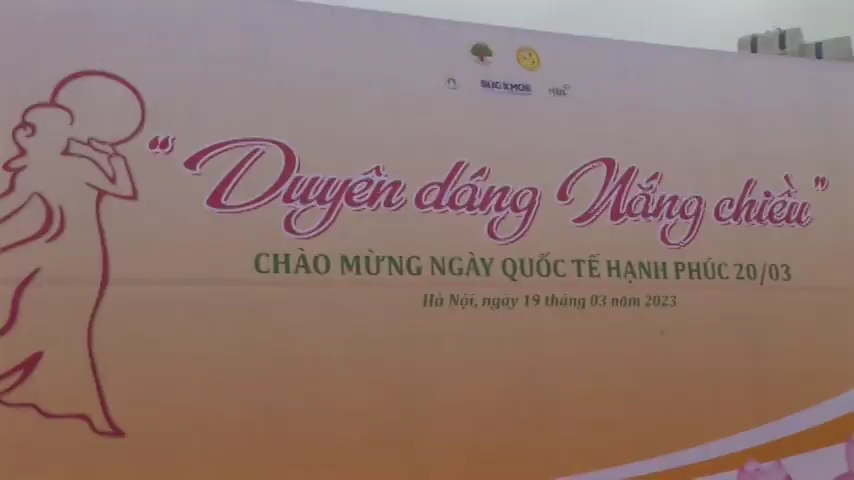 “Duyên dáng Nắng chiều”
CHÀO MỪNG NGÀY QUỐC TẾ HẠNH PHÚC 20/03
Hà Nội, ngày 19 tháng 03 năm 2023